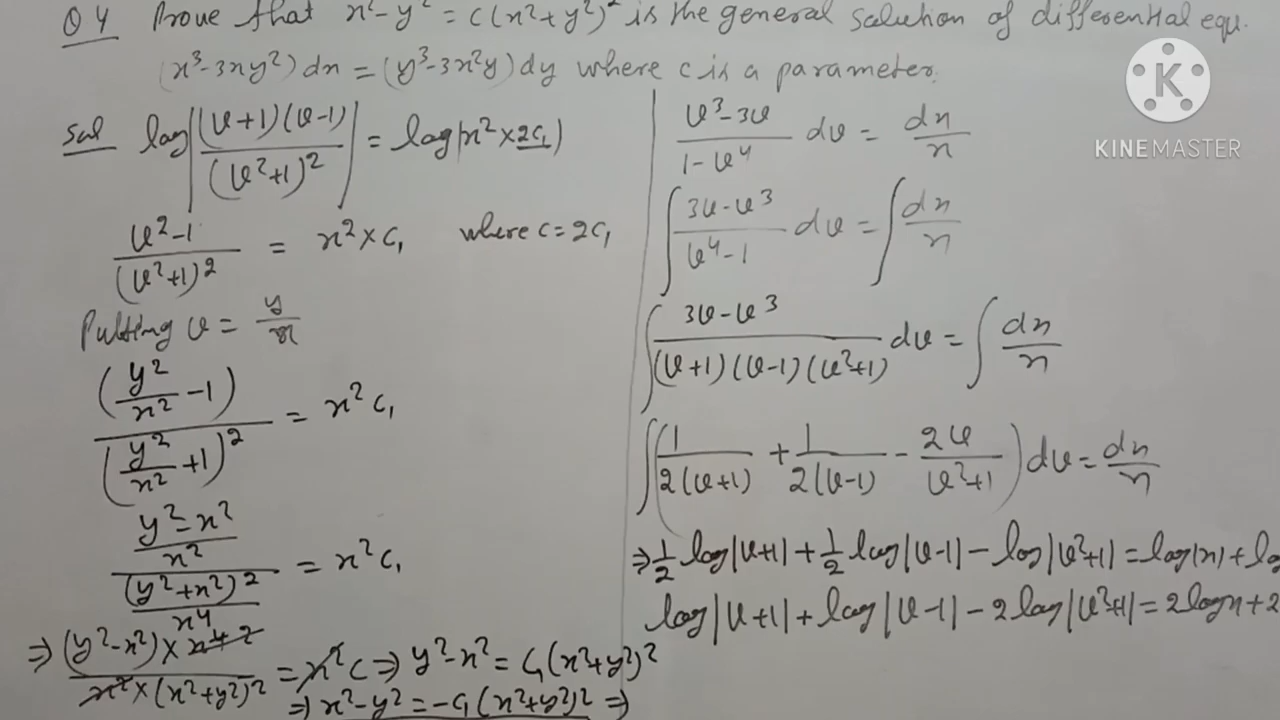 Q 4 Prove that x² - y² = c(x² + y²)² is the general solution of differential equ.
(x³ - 3xy²) dx = (y³ - 3x²y) dy where c is a parameter.
Sol log |(v+1)(v-1)/(v²+1)²| = log |x² × 2c₁)
(v² - 1)/(v²+1)² = x² × c₁ where c = 2c₁
Putting v = y/x
(y²/x² - 1)/(y²/x² + 1)² = x² c₁
((y² - x²)/x²)/((y² + x²)²/x⁴) = x² c₁
⇒ (y² - x²) × x⁴ ²/x² × (x² + y²)² = x² c ⇒ y² - x² = c₁(x² + y²)²
⇒ x² - y² = -c₁(x² + y²)² ⇒
(v³ - 3v)/(1 - v⁴) dv = dx/x
∫ (3v - v³)/(v⁴ - 1) dv = ∫ dx/x
∫ (3v - v³)/((v+1)(v-1)(v²+1)) dv = ∫ dx/x
∫ (1/2(v+1) + 1/2(v-1) - 2v/(v²+1)) dv = dx/x
⇒ 1/2 log|v+1| + 1/2 log|v-1| - log|v²+1| = log|x| + lo
log|v+1| + log|v-1| - 2log|v²+1| = 2logx + 2
K
KINEMASTER